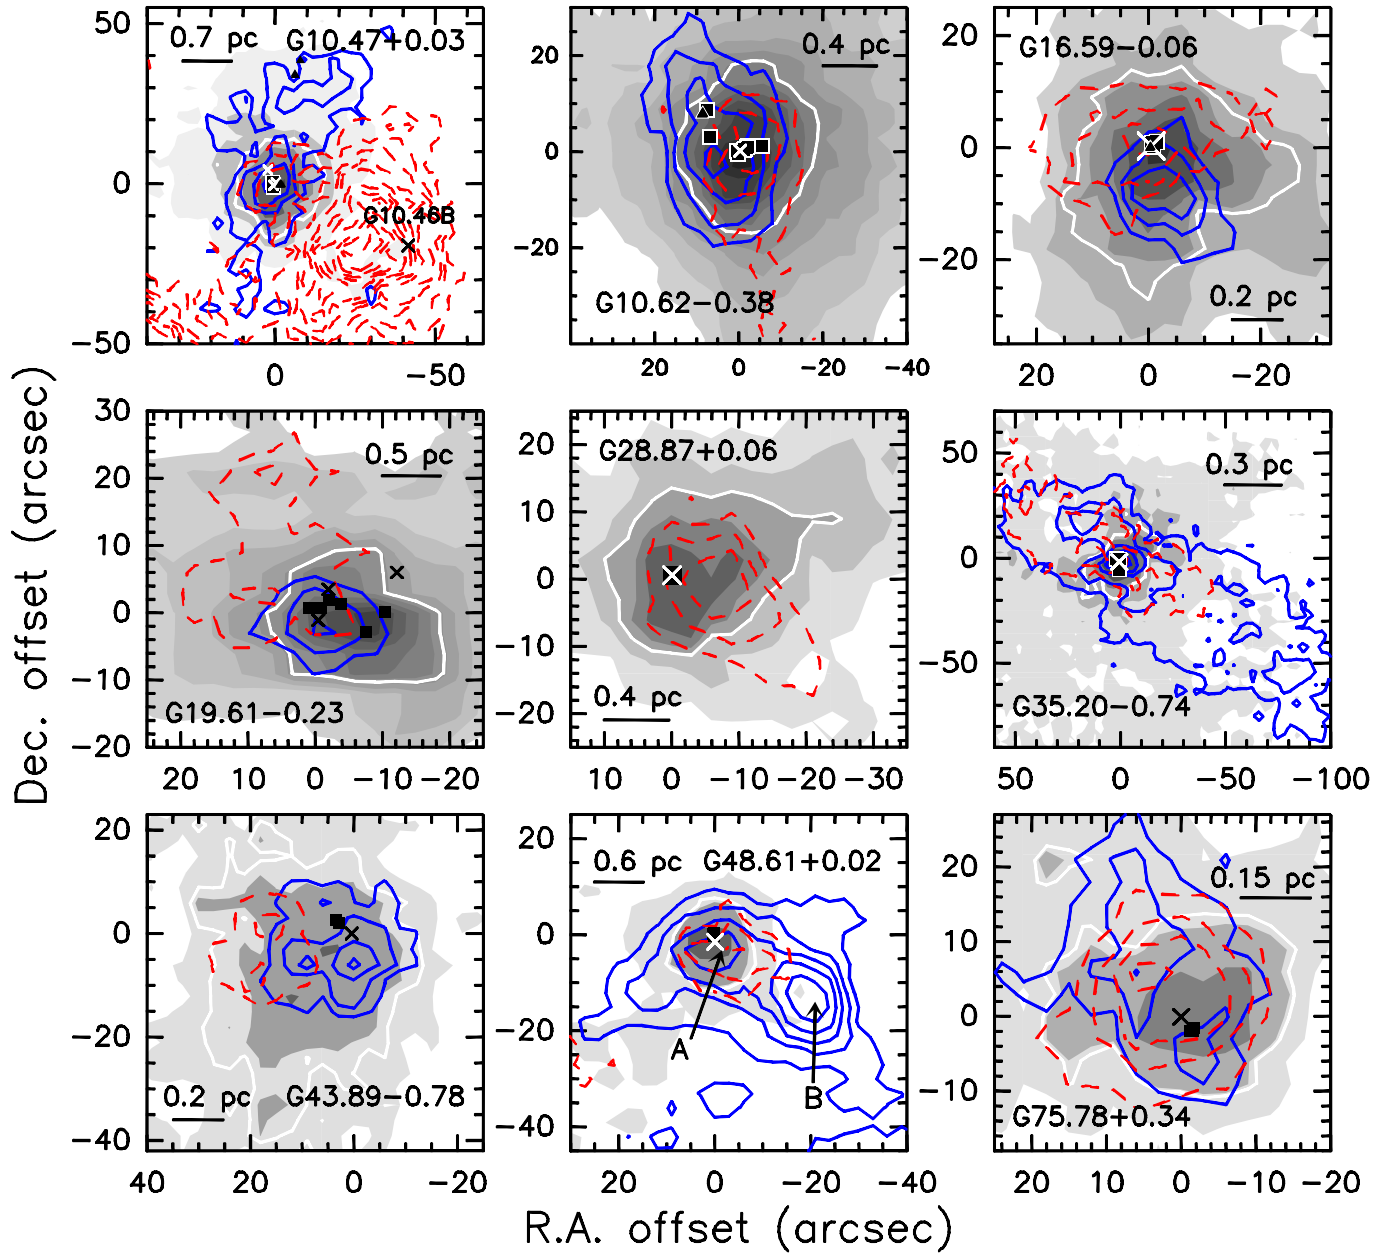 0.7 pc G10.47+0.03
G10.46B
50
0
−50
0 −50
0.4 pc
G10.62−0.38
20
0
−20
20 0 −20 −40
G16.59−0.06
0.2 pc
20
0
−20
20 0 −20
0.5 pc
G19.61−0.23
30
20
10
0
−10
−20
20 10 0 −10 −20
G28.87+0.06
0.4 pc
20
10
0
−10
−20
10 0 −10 −20 −30
0.3 pc
G35.20−0.74
50
0
−50
50 0 −50 −100
0.2 pc G43.89−0.78
20
0
−20
−40
40 20 0 −20
0.6 pc G48.61+0.02
A
B
20
0
−20
−40
20 0 −20 −40
0.15 pc
G75.78+0.34
20
10
0
−10
20 10 0 −10 −20
Dec. offset (arcsec)
R.A. offset (arcsec)